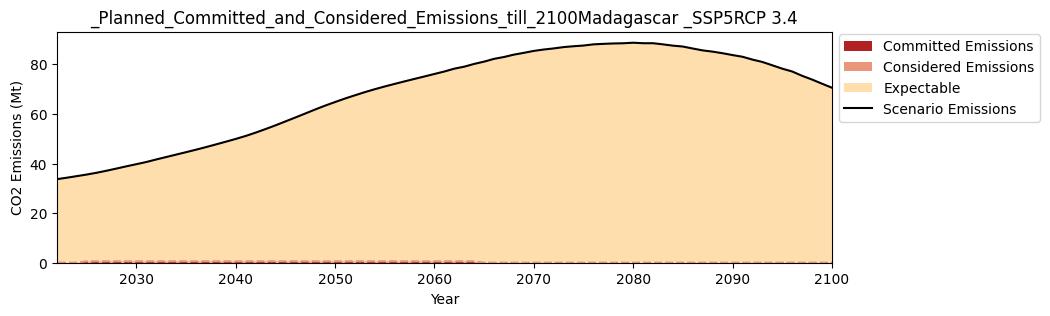 _Planned_Committed_and_Considered_Emissions_till_2100Madagascar _SSP5RCP 3.4
Committed Emissions
Considered Emissions
Expectable
Scenario Emissions
CO2 Emissions (Mt)
80
60
40
20
0
2030 2040 2050 2060 2070 2080 2090 2100
Year